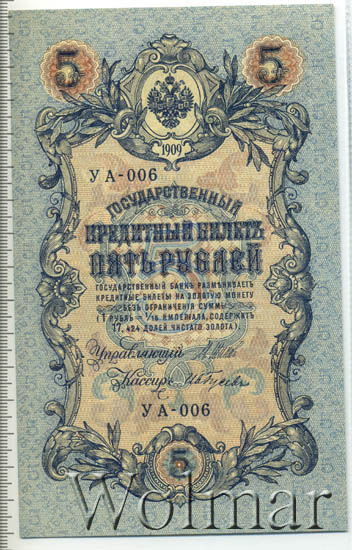 5 5
1909
УА-006
ГОСУДАРСТВЕННЫЙ
КРЕДИТНЫЙ БИЛЕТЪ
ПЯТЬ РУБЛЕЙ
ГОСУДАРСТВЕННЫЙ БАНКЪ РАЗМѢНИВАЕТЪ
КРЕДИТНЫЕ БИЛЕТЫ НА ЗОЛОТУЮ МОНЕТУ
БЕЗЪ ОГРАНИЧЕНІЯ СУММЫ
(1 РУБЛЬ = 1/15 ИМПЕРІАЛА, СОДЕРЖИТЪ
17,424 ДОЛЕЙ ЧИСТАГО ЗОЛОТА)
Управляющій
Кассиръ
УА-006
5
Wolmar